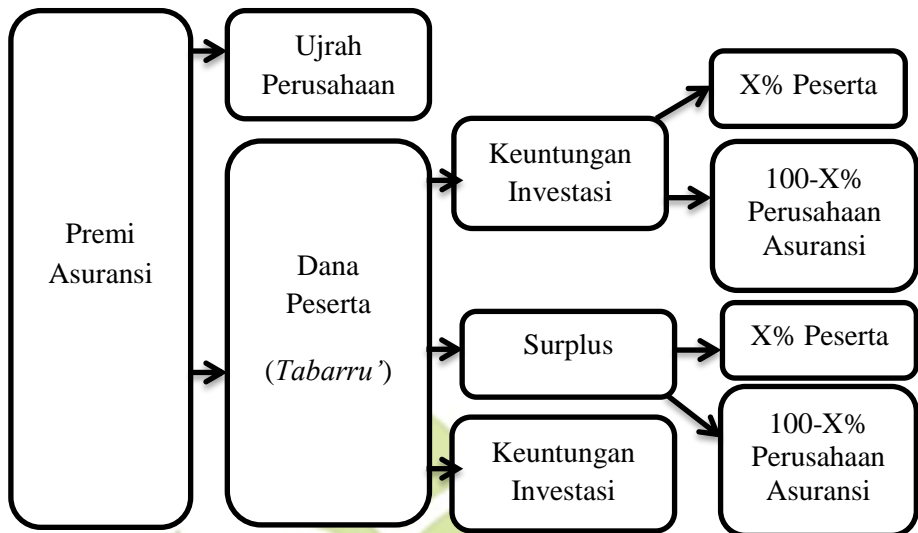 Premi
Asuransi
Ujrah
Perusahaan
Dana
Peserta
(Tabarru’)
Keuntungan
Investasi
X% Peserta
100-X%
Perusahaan
Asuransi
Surplus
X% Peserta
100-X%
Perusahaan
Asuransi
Keuntungan
Investasi